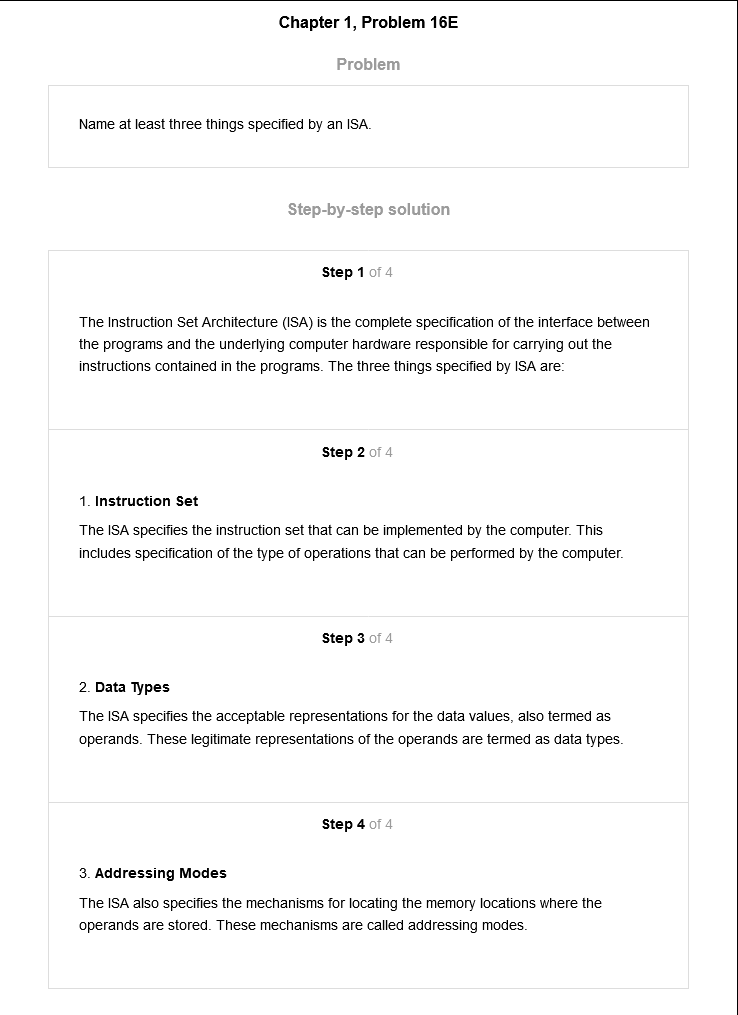 Chapter 1, Problem 16E
Problem
Name at least three things specified by an ISA.
Step-by-step solution
Step 1 of 4
The Instruction Set Architecture (ISA) is the complete specification of the interface between
the programs and the underlying computer hardware responsible for carrying out the
instructions contained in the programs. The three things specified by ISA are:
Step 2 of 4
1. Instruction Set
The ISA specifies the instruction set that can be implemented by the computer. This
includes specification of the type of operations that can be performed by the computer.
Step 3 of 4
2. Data Types
The ISA specifies the acceptable representations for the data values, also termed as
operands. These legitimate representations of the operands are termed as data types.
Step 4 of 4
3. Addressing Modes
The ISA also specifies the mechanisms for locating the memory locations where the
operands are stored. These mechanisms are called addressing modes.